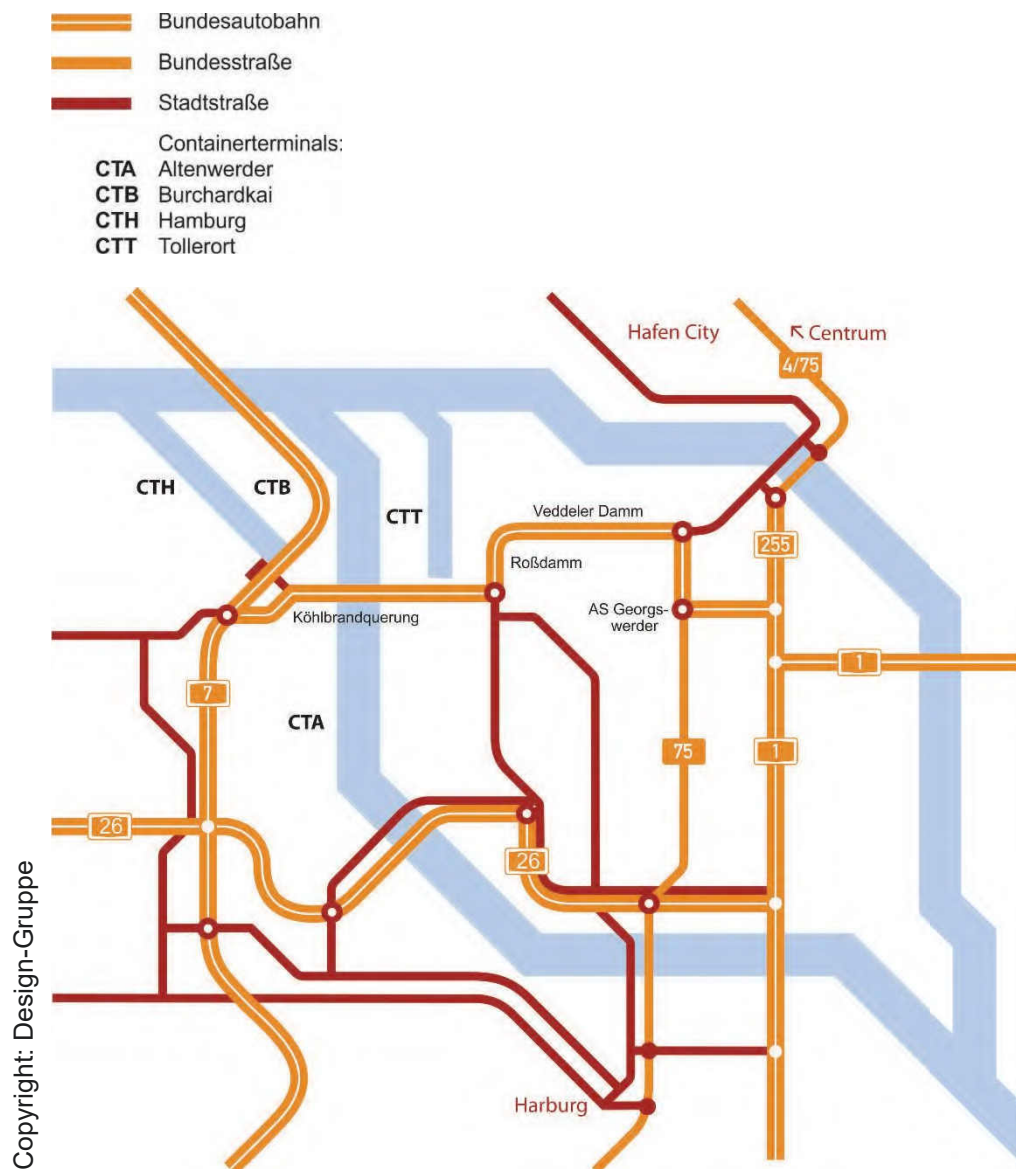 Bundesautobahn
Bundesstraße
Stadtstraße
Containerterminals:
CTA Altenwerder
CTB Burchardkai
CTH Hamburg
CTT Tollerort
Hafen City
↖ Centrum
4/75
CTH
CTB
CTT
Veddeler Damm
255
Roßdamm
AS Georgs-
werder
Köhlbrandquerung
1
7
CTA
75
1
26
26
Harburg
Copyright: Design-Gruppe